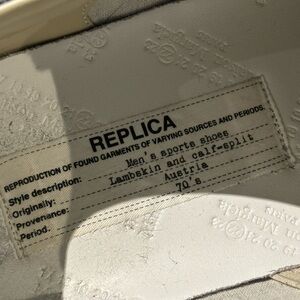 REPLICA
REPRODUCTION OF FOUND GARMENTS OF VARYING SOURCES AND PERIODS.
Style description: Men's sports shoes
Originally: Lambskin and calf-split
Provenance: Austria
Period: 70's